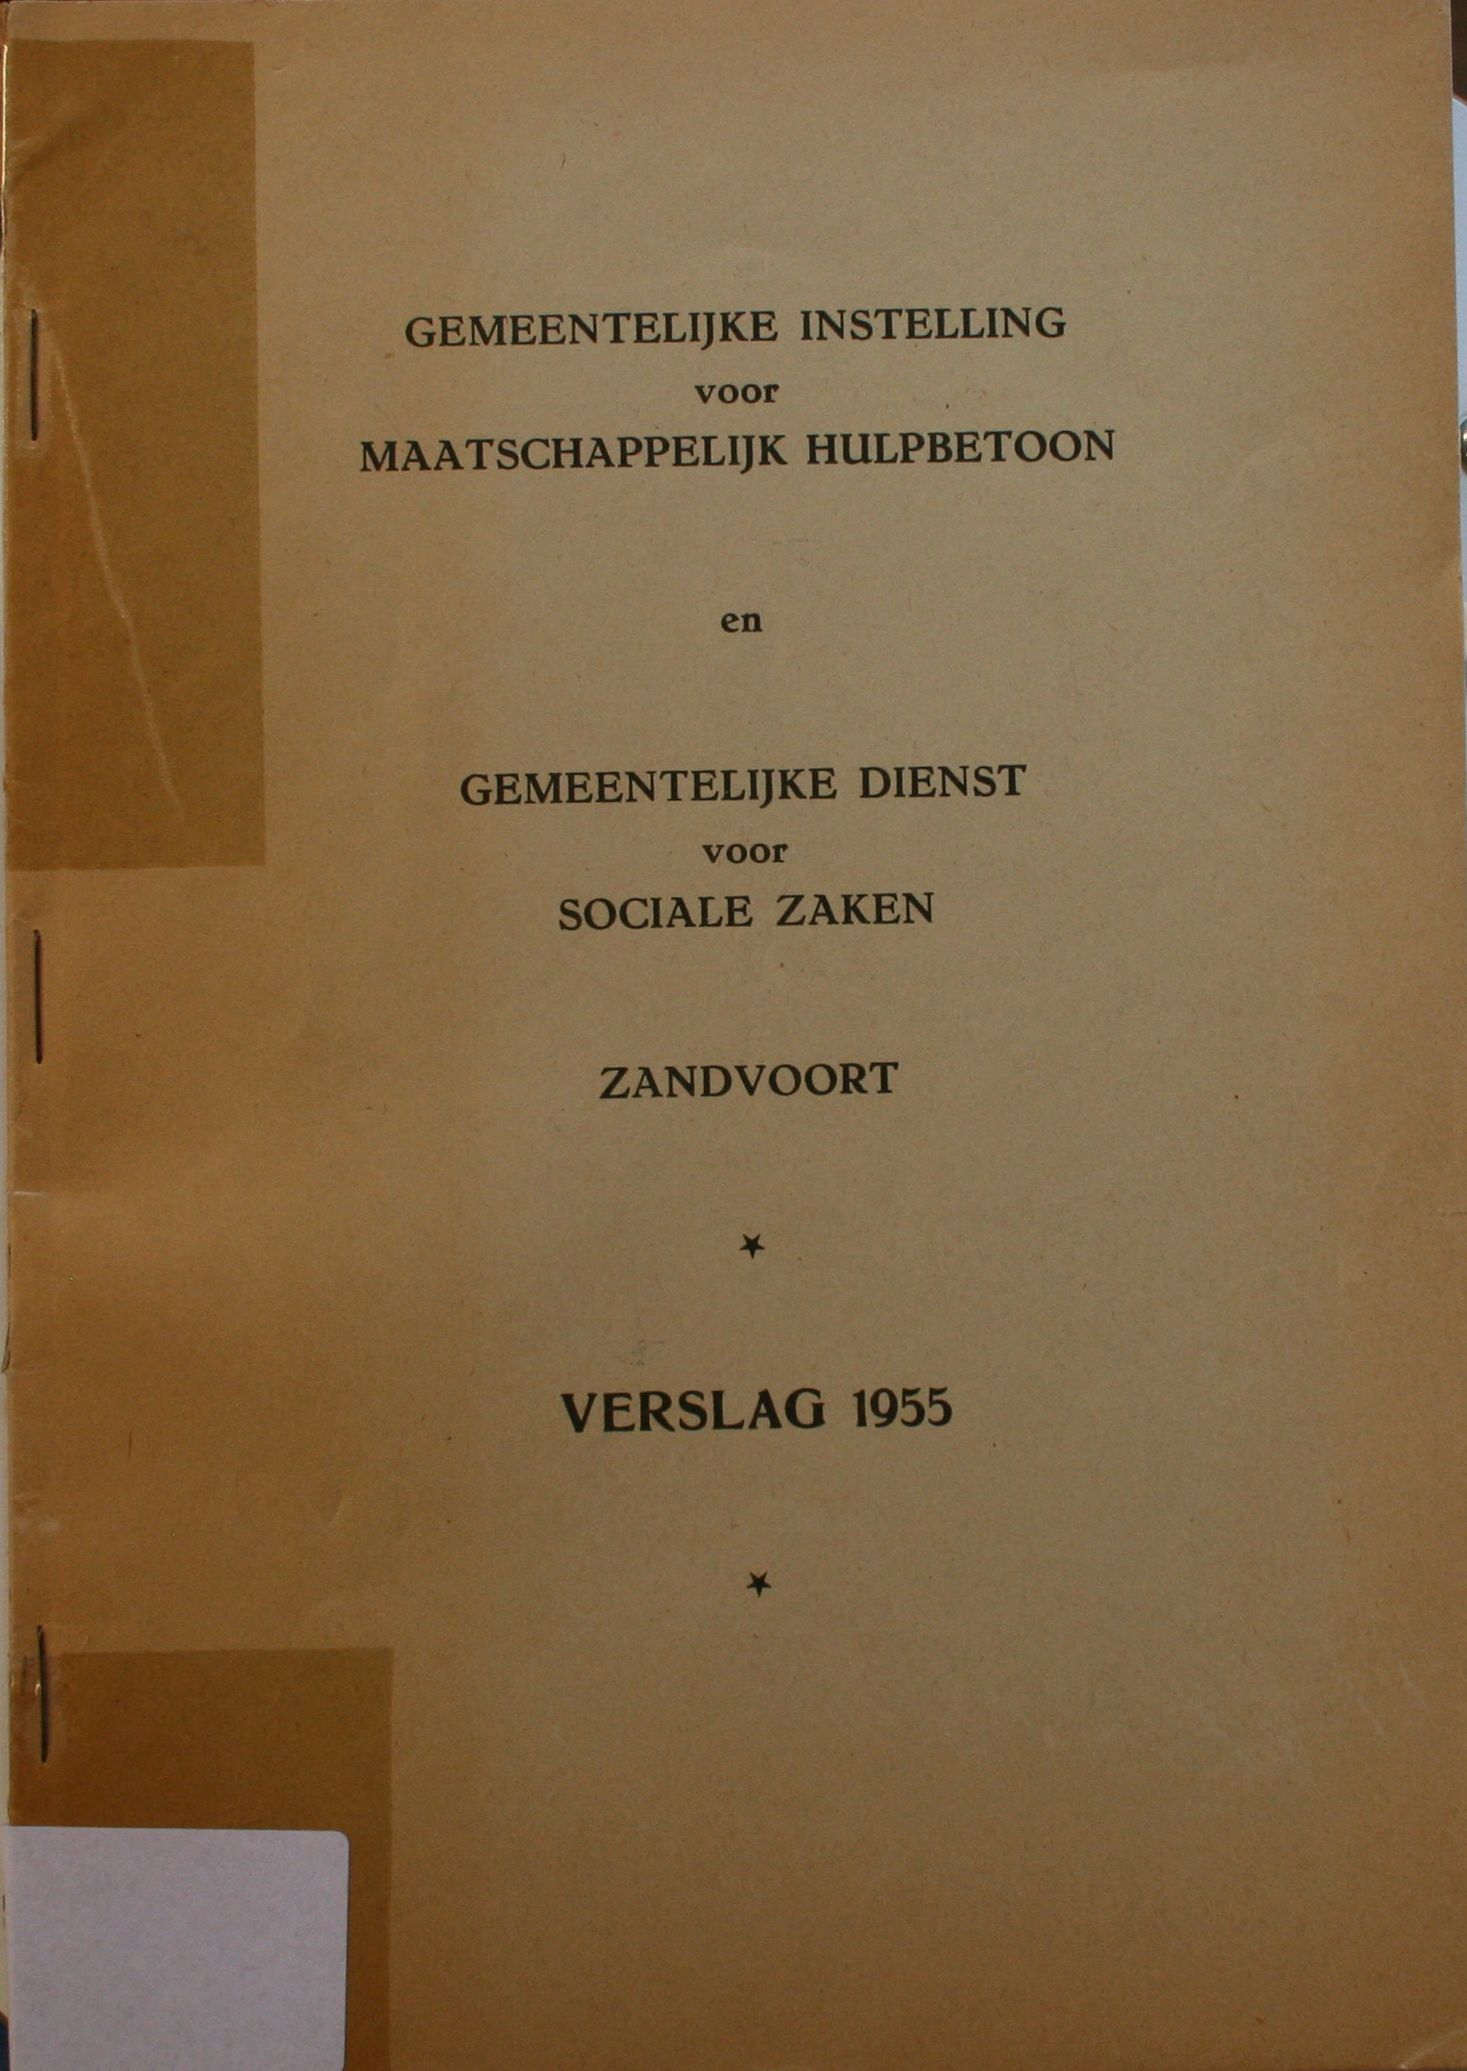 GEMEENTELIJKE INSTELLING
voor
MAATSCHAPPELIJK HULPBETOON
en
GEMEENTELIJKE DIENST
voor
SOCIALE ZAKEN
ZANDVOORT
★
VERSLAG 1955
★